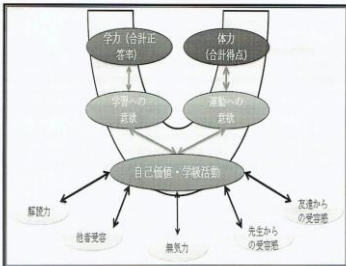 学力（合計正
答率）
体力
（合計得点）
学習への
意欲
運動への
意欲
自己価値・学級活動
解読力
他者受容
無気力
先生から
の受容感
友達から
の受容感